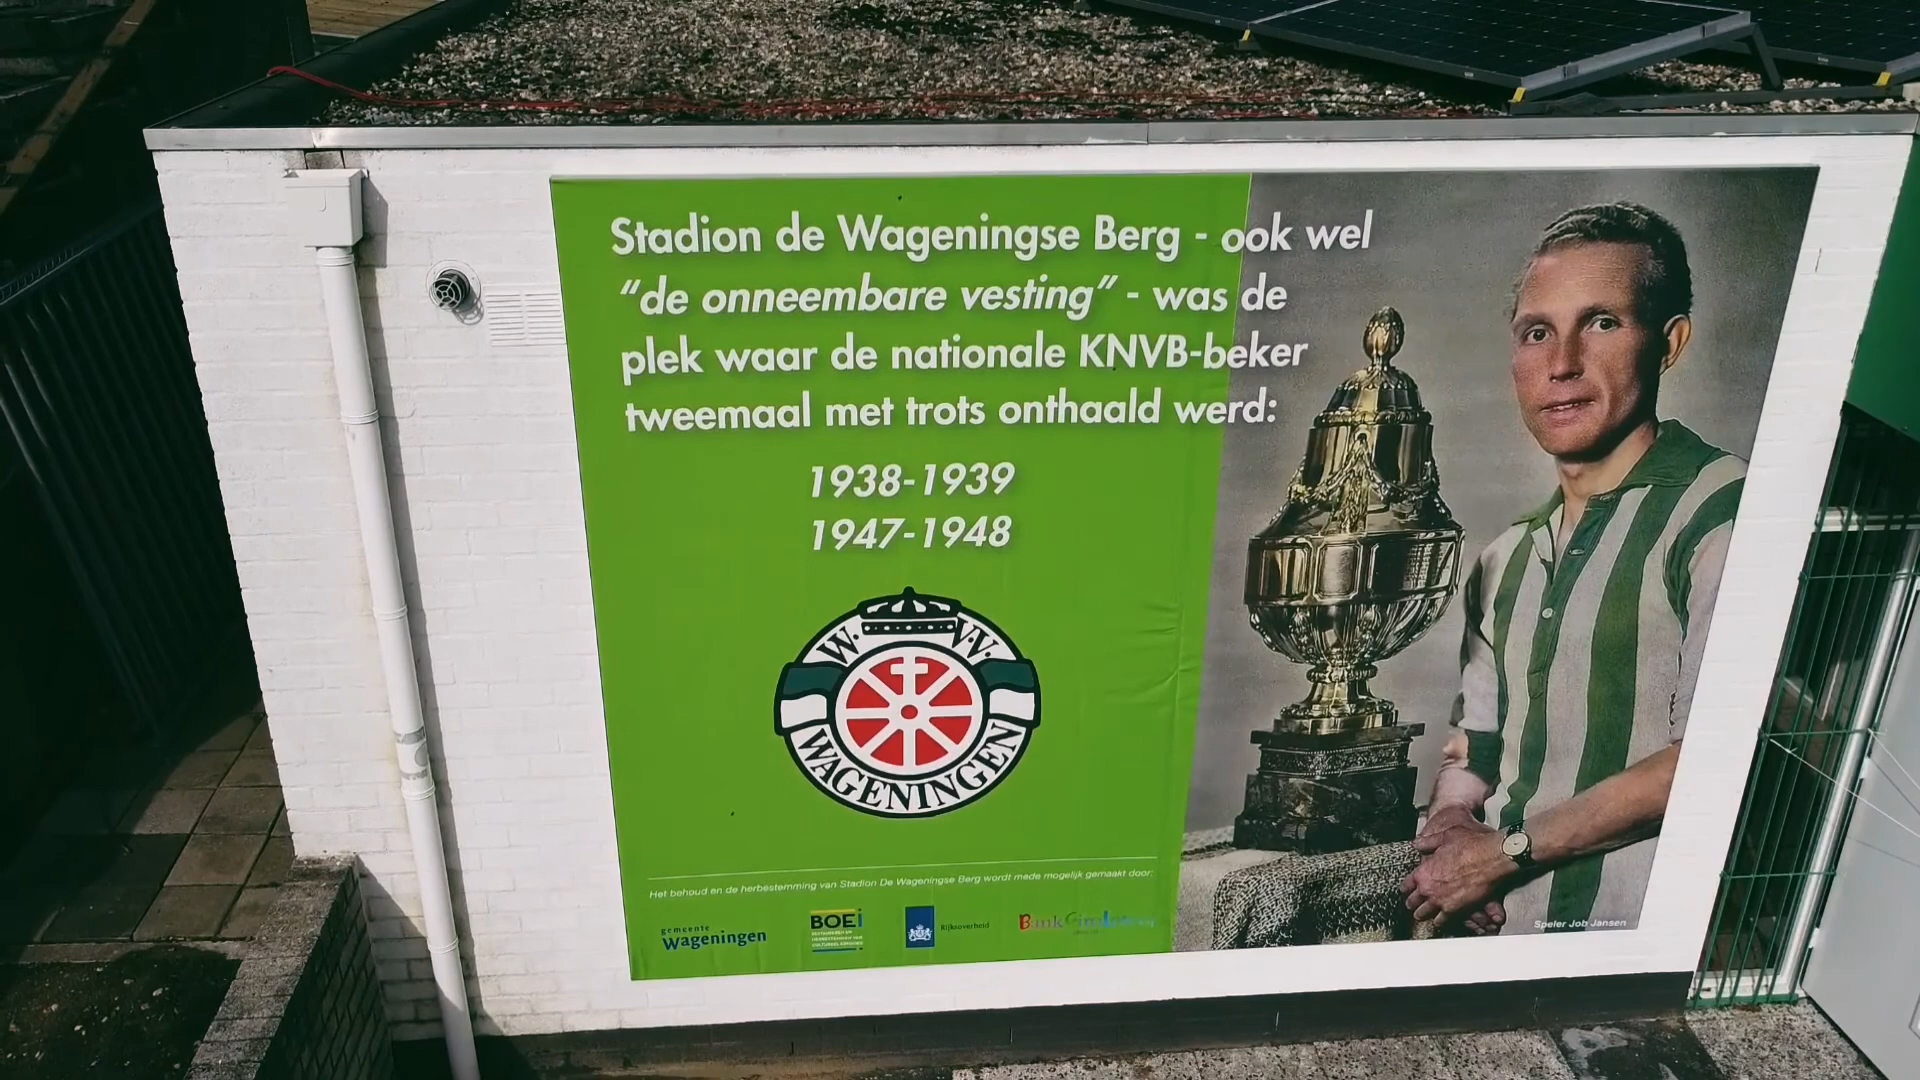 Stadion de Wageningse Berg - ook wel
“de onneembare vesting” - was de
plek waar de nationale KNVB-beker
tweemaal met trots onthaald werd:
1938-1939
1947-1948
W. V.V.
WAGENINGEN
Het behoud en de herbestemming van Stadion De Wageningse Berg wordt mede mogelijk gemaakt door:
gemeente
Wageningen
BOEi
Rijksoverheid
Speler Job Jansen